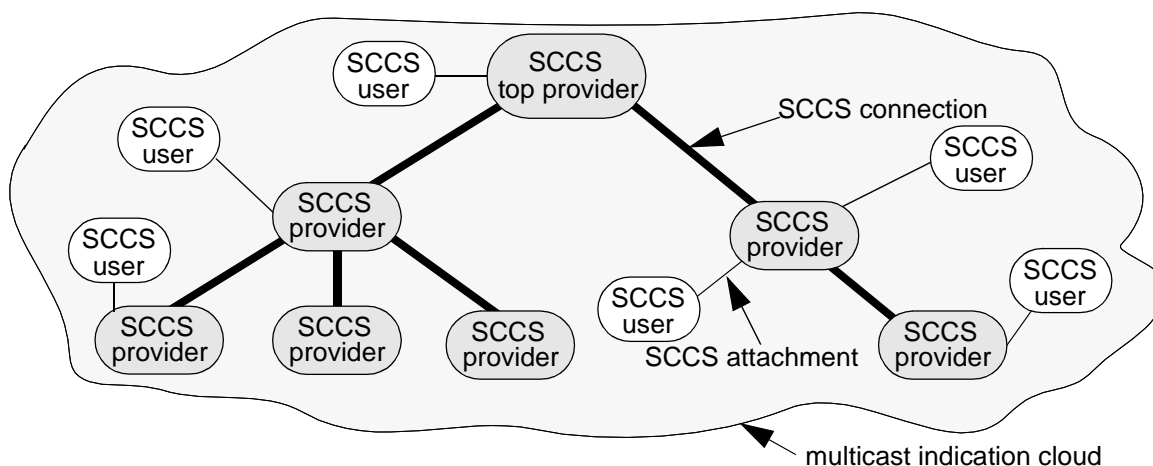 SCCS
user
SCCS
top provider
SCCS connection
SCCS
user
SCCS
user
SCCS
provider
SCCS
provider
SCCS
user
SCCS
user
SCCS
user
SCCS
provider
SCCS
provider
SCCS
provider
SCCS attachment
SCCS
provider
multicast indication cloud